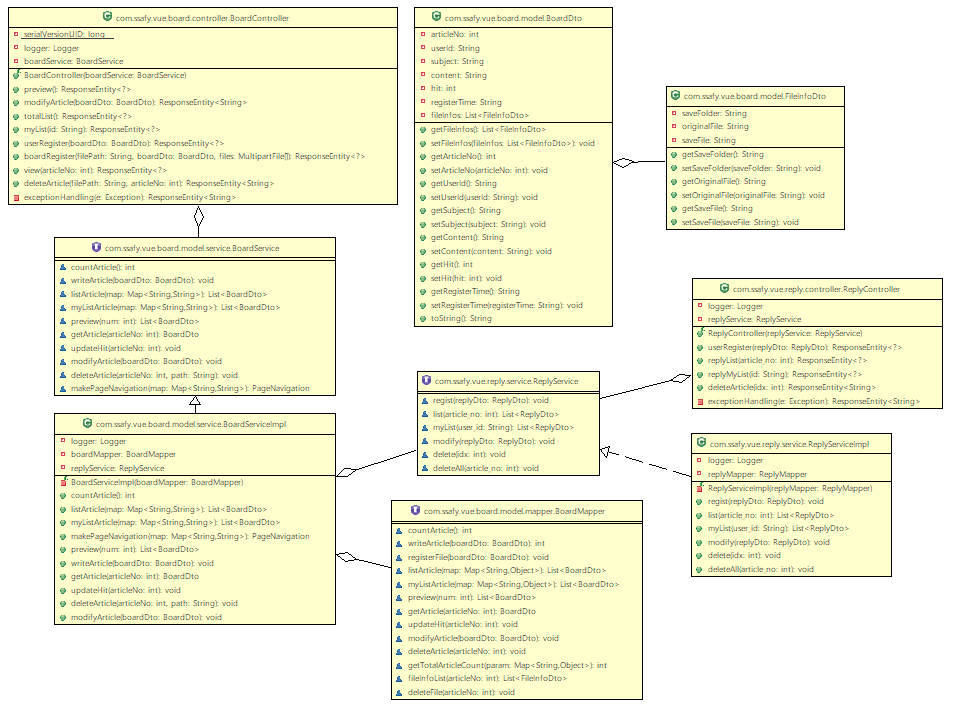 com.ssafy.vue.board.controller.BoardController
serialVersionUID: long
logger: Logger
boardService: BoardService
BoardController(boardService: BoardService)
preview(): ResponseEntity<?>
modifyArticle(boardDto: BoardDto): ResponseEntity<String>
totalList(): ResponseEntity<?>
myList(id: String): ResponseEntity<?>
userRegister(boardDto: BoardDto): ResponseEntity<?>
boardRegister(filePath: String, boardDto: BoardDto, files: MultipartFile[]): ResponseEntity<?>
view(articleNo: int): ResponseEntity<?>
deleteArticle(filePath: String, articleNo: int): ResponseEntity<String>
exceptionHandling(e: Exception): ResponseEntity<String>
com.ssafy.vue.board.model.BoardDto
articleNo: int
userId: String
subject: String
content: String
hit: int
registerTime: String
fileInfos: List<FileInfoDto>
getFileInfos(): List<FileInfoDto>
setFileInfos(fileInfos: List<FileInfoDto>): void
getArticleNo(): int
setArticleNo(articleNo: int): void
getUserId(): String
setUserId(userId: String): void
getSubject(): String
setSubject(subject: String): void
getContent(): String
setContent(content: String): void
getHit(): int
setHit(hit: int): void
getRegisterTime(): String
setRegisterTime(registerTime: String): void
toString(): String
com.ssafy.vue.board.model.FileInfoDto
saveFolder: String
originalFile: String
saveFile: String
getSaveFolder(): String
setSaveFolder(saveFolder: String): void
getOriginalFile(): String
setOriginalFile(originalFile: String): void
getSaveFile(): String
setSaveFile(saveFile: String): void
com.ssafy.vue.board.model.service.BoardService
countArticle(): int
writeArticle(boardDto: BoardDto): void
listArticle(map: Map<String,String>): List<BoardDto>
myListArticle(map: Map<String,String>): List<BoardDto>
preview(num: int): List<BoardDto>
getArticle(articleNo: int): BoardDto
updateHit(articleNo: int): void
modifyArticle(boardDto: BoardDto): void
deleteArticle(articleNo: int, path: String): void
makePageNavigation(map: Map<String,String>): PageNavigation
com.ssafy.vue.reply.controller.ReplyController
logger: Logger
replyService: ReplyService
ReplyController(replyService: ReplyService)
userRegister(replyDto: ReplyDto): ResponseEntity<?>
replyList(article_no: int): ResponseEntity<?>
replyMyList(id: String): ResponseEntity<?>
deleteArticle(idx: int): ResponseEntity<String>
exceptionHandling(e: Exception): ResponseEntity<String>
com.ssafy.vue.reply.service.ReplyService
regist(replyDto: ReplyDto): void
list(article_no: int): List<ReplyDto>
myList(user_id: String): List<ReplyDto>
modify(replyDto: ReplyDto): void
delete(idx: int): void
deleteAll(article_no: int): void
com.ssafy.vue.board.model.service.BoardServiceImpl
logger: Logger
boardMapper: BoardMapper
replyService: ReplyService
BoardServiceImpl(boardMapper: BoardMapper)
countArticle(): int
listArticle(map: Map<String,String>): List<BoardDto>
myListArticle(map: Map<String,String>): List<BoardDto>
makePageNavigation(map: Map<String,String>): PageNavigation
preview(num: int): List<BoardDto>
writeArticle(boardDto: BoardDto): void
getArticle(articleNo: int): BoardDto
updateHit(articleNo: int): void
deleteArticle(articleNo: int, path: String): void
modifyArticle(boardDto: BoardDto): void
com.ssafy.vue.reply.service.ReplyServiceImpl
logger: Logger
replyMapper: ReplyMapper
ReplyServiceImpl(replyMapper: ReplyMapper)
regist(replyDto: ReplyDto): void
list(article_no: int): List<ReplyDto>
myList(user_id: String): List<ReplyDto>
modify(replyDto: ReplyDto): void
delete(idx: int): void
deleteAll(article_no: int): void
com.ssafy.vue.board.model.mapper.BoardMapper
countArticle(): int
writeArticle(boardDto: BoardDto): int
registerFile(boardDto: BoardDto): void
listArticle(map: Map<String,Object>): List<BoardDto>
myListArticle(map: Map<String,Object>): List<BoardDto>
preview(num: int): List<BoardDto>
getArticle(articleNo: int): BoardDto
updateHit(articleNo: int): void
modifyArticle(boardDto: BoardDto): void
deleteArticle(articleNo: int): void
getTotalArticleCount(param: Map<String,Object>): int
fileInfoList(articleNo: int): List<FileInfoDto>
deleteFile(articleNo: int): void